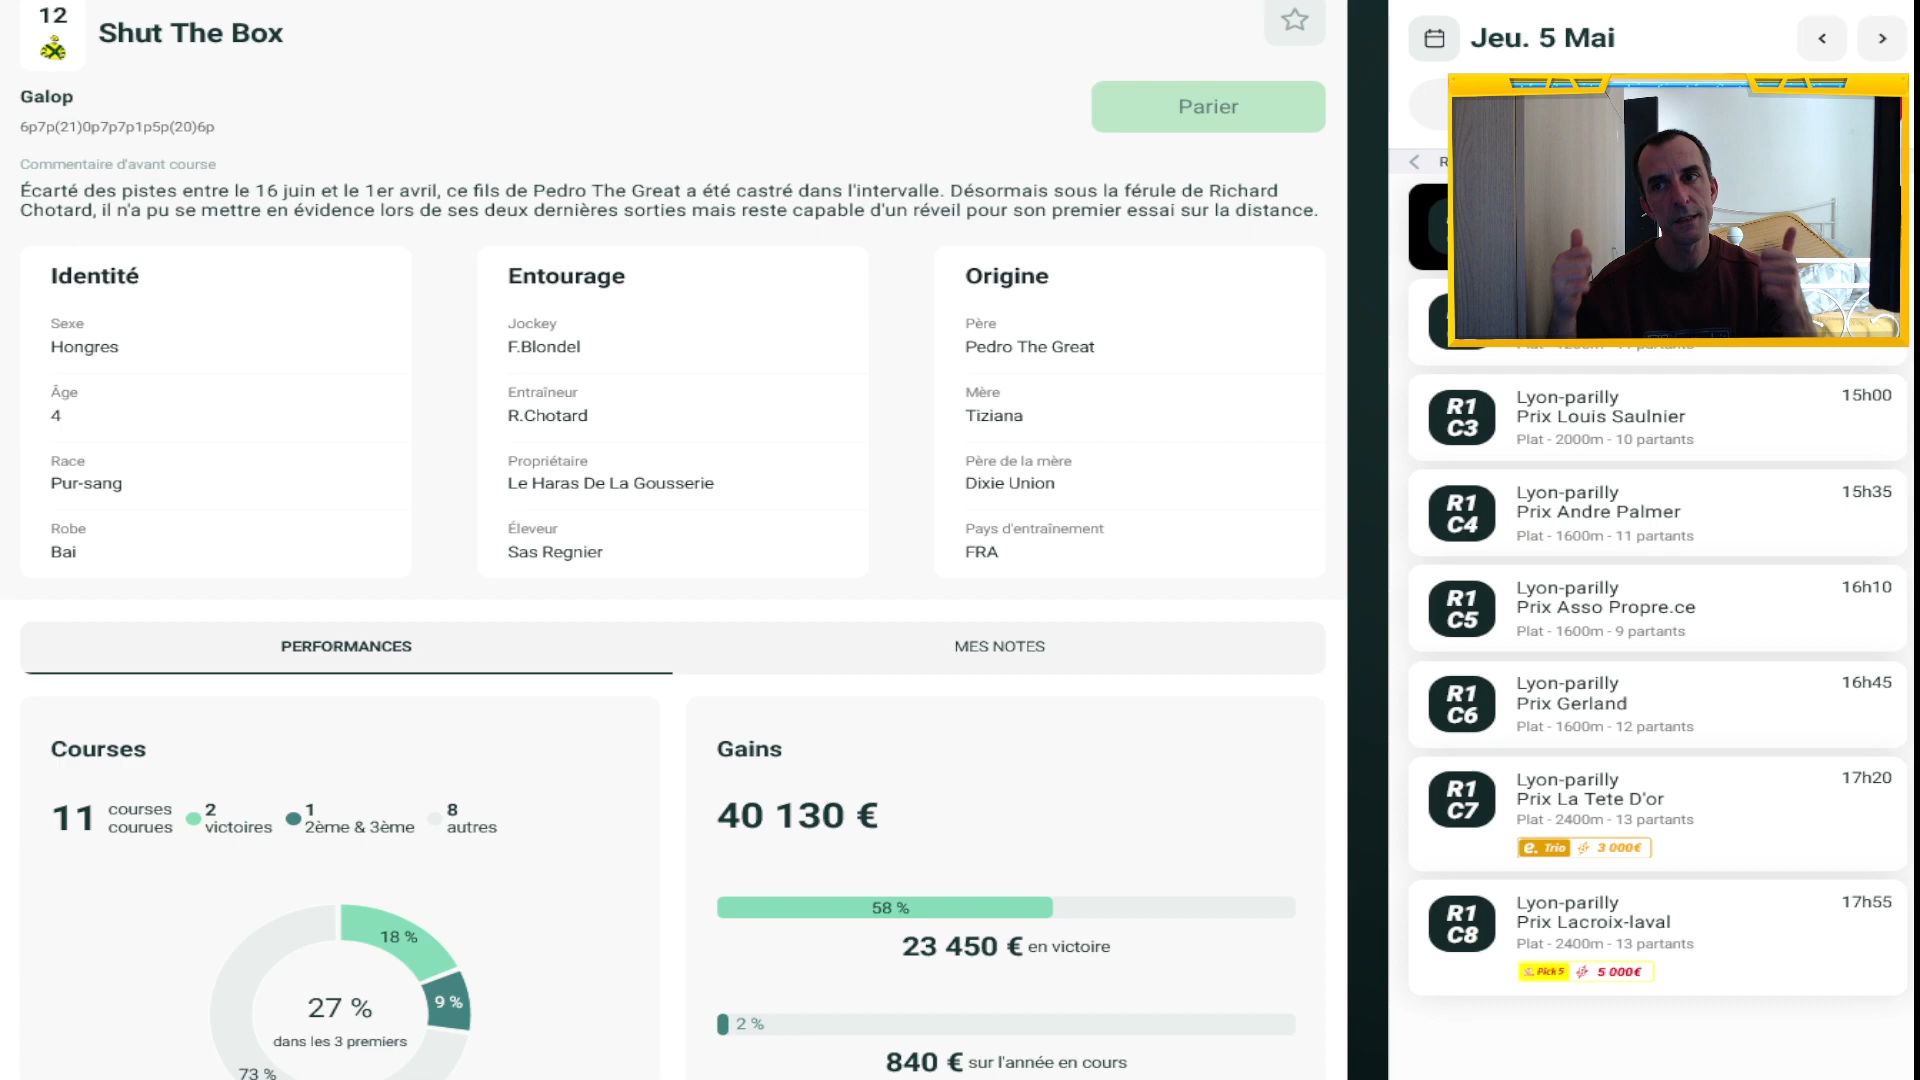 12
Shut The Box
Galop
6p7p(21)0p7p7p1p5p(20)6p
Parier
Commentaire d'avant course
Écarté des pistes entre le 16 juin et le 1er avril, ce fils de Pedro The Great a été castré dans l'intervalle. Désormais sous la férule de Richard
Chotard, il n'a pu se mettre en évidence lors de ses deux dernières sorties mais reste capable d'un réveil pour son premier essai sur la distance.
Identité
Sexe
Hongres
Âge
4
Race
Pur-sang
Robe
Bai
Entourage
Jockey
F.Blondel
Entraîneur
R.Chotard
Propriétaire
Le Haras De La Gousserie
Éleveur
Sas Regnier
Origine
Père
Pedro The Great
Mère
Tiziana
Père de la mère
Dixie Union
Pays d'entraînement
FRA
PERFORMANCES
MES NOTES
Courses
11 courses courues
2 victoires
1 2ème & 3ème
8 autres
18 %
9 %
27 %
dans les 3 premiers
73 %
Gains
40 130 €
58 %
23 450 € en victoire
2 %
840 € sur l'année en cours
Jeu. 5 Mai
R1 C3
Lyon-parilly
15h00
Prix Louis Saulnier
Plat - 2000m - 10 partants
R1 C4
Lyon-parilly
15h35
Prix Andre Palmer
Plat - 1600m - 11 partants
R1 C5
Lyon-parilly
16h10
Prix Asso Propre.ce
Plat - 1600m - 9 partants
R1 C6
Lyon-parilly
16h45
Prix Gerland
Plat - 1600m - 12 partants
R1 C7
Lyon-parilly
17h20
Prix La Tete D'or
Plat - 2400m - 13 partants
e. Trio 3 000€
R1 C8
Lyon-parilly
17h55
Prix Lacroix-laval
Plat - 2400m - 13 partants
Pick 5 5 000€